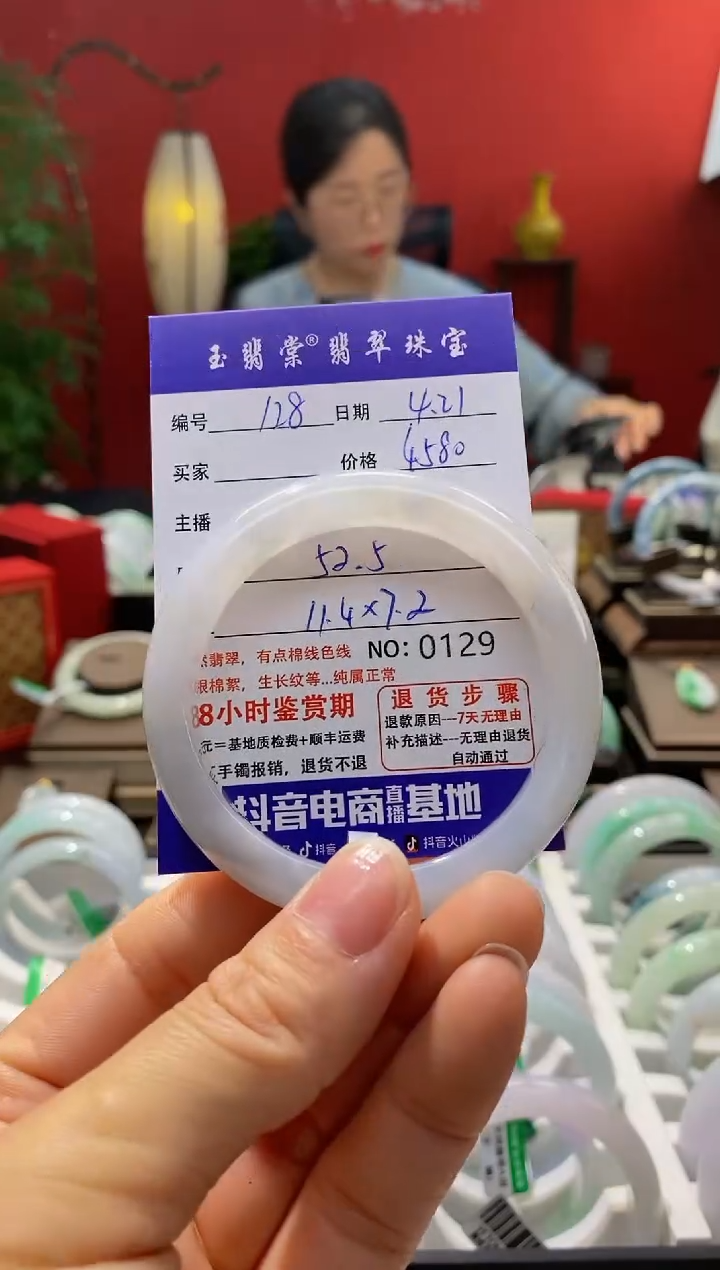 玉翡棠® 翡翠珠宝
编号 128 日期 4.21
买家 价格 4580
主播
52.5
11.4×7.2
翡翠，有点棉线色线 NO: 0129
棉絮，生长纹等...纯属正常
8小时鉴赏期
=基地质检费+顺丰运费
手镯报销，退货不退
退货步骤
退款原因---7天无理由
补充描述---无理由退货
自动通过
抖音电商直播基地
抖音 抖音火山